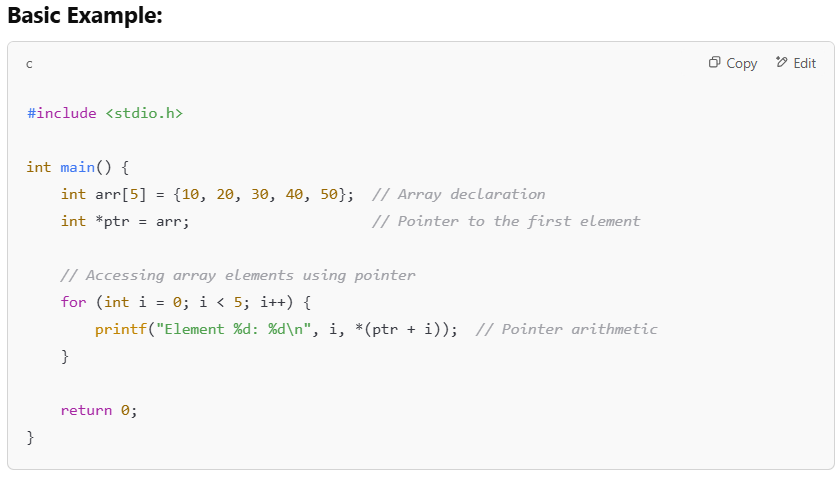 Basic Example:
c Copy Edit
#include <stdio.h>
int main() {
    int arr[5] = {10, 20, 30, 40, 50};  // Array declaration
    int *ptr = arr;                     // Pointer to the first element
    // Accessing array elements using pointer
    for (int i = 0; i < 5; i++) {
        printf("Element %d: %d\n", i, *(ptr + i));  // Pointer arithmetic
    }
    return 0;
}